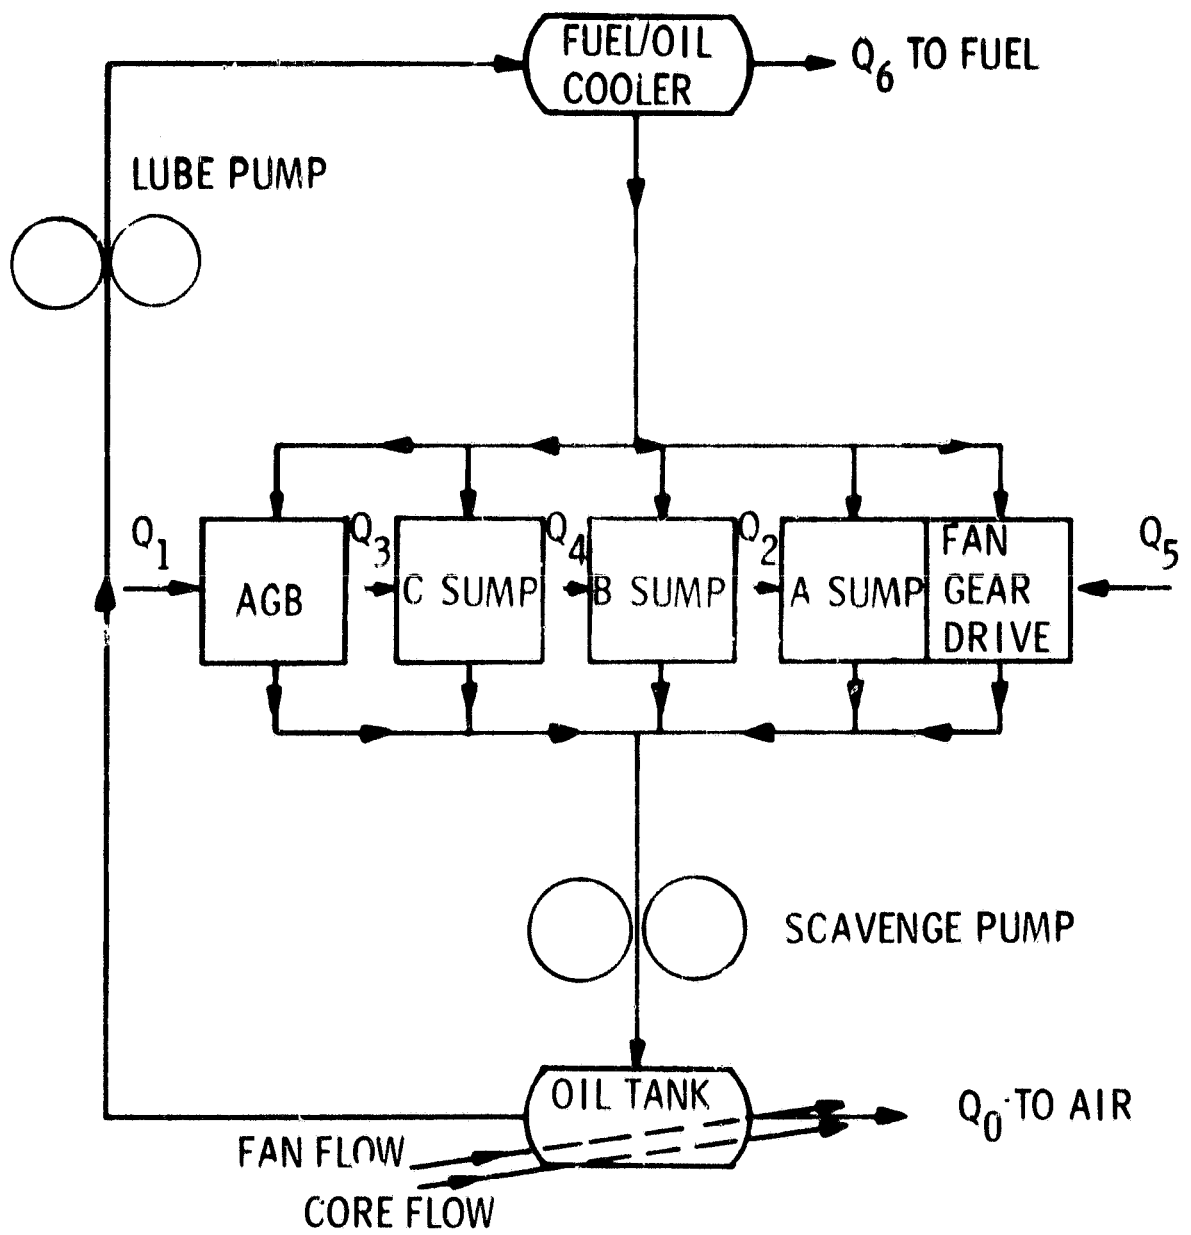 FUEL/OIL
COOLER
Q6 TO FUEL
LUBE PUMP
Q1
Q3
Q4
Q2
Q5
AGB
C SUMP
B SUMP
A SUMP
FAN
GEAR
DRIVE
SCAVENGE PUMP
OIL TANK
Q0 TO AIR
FAN FLOW
CORE FLOW